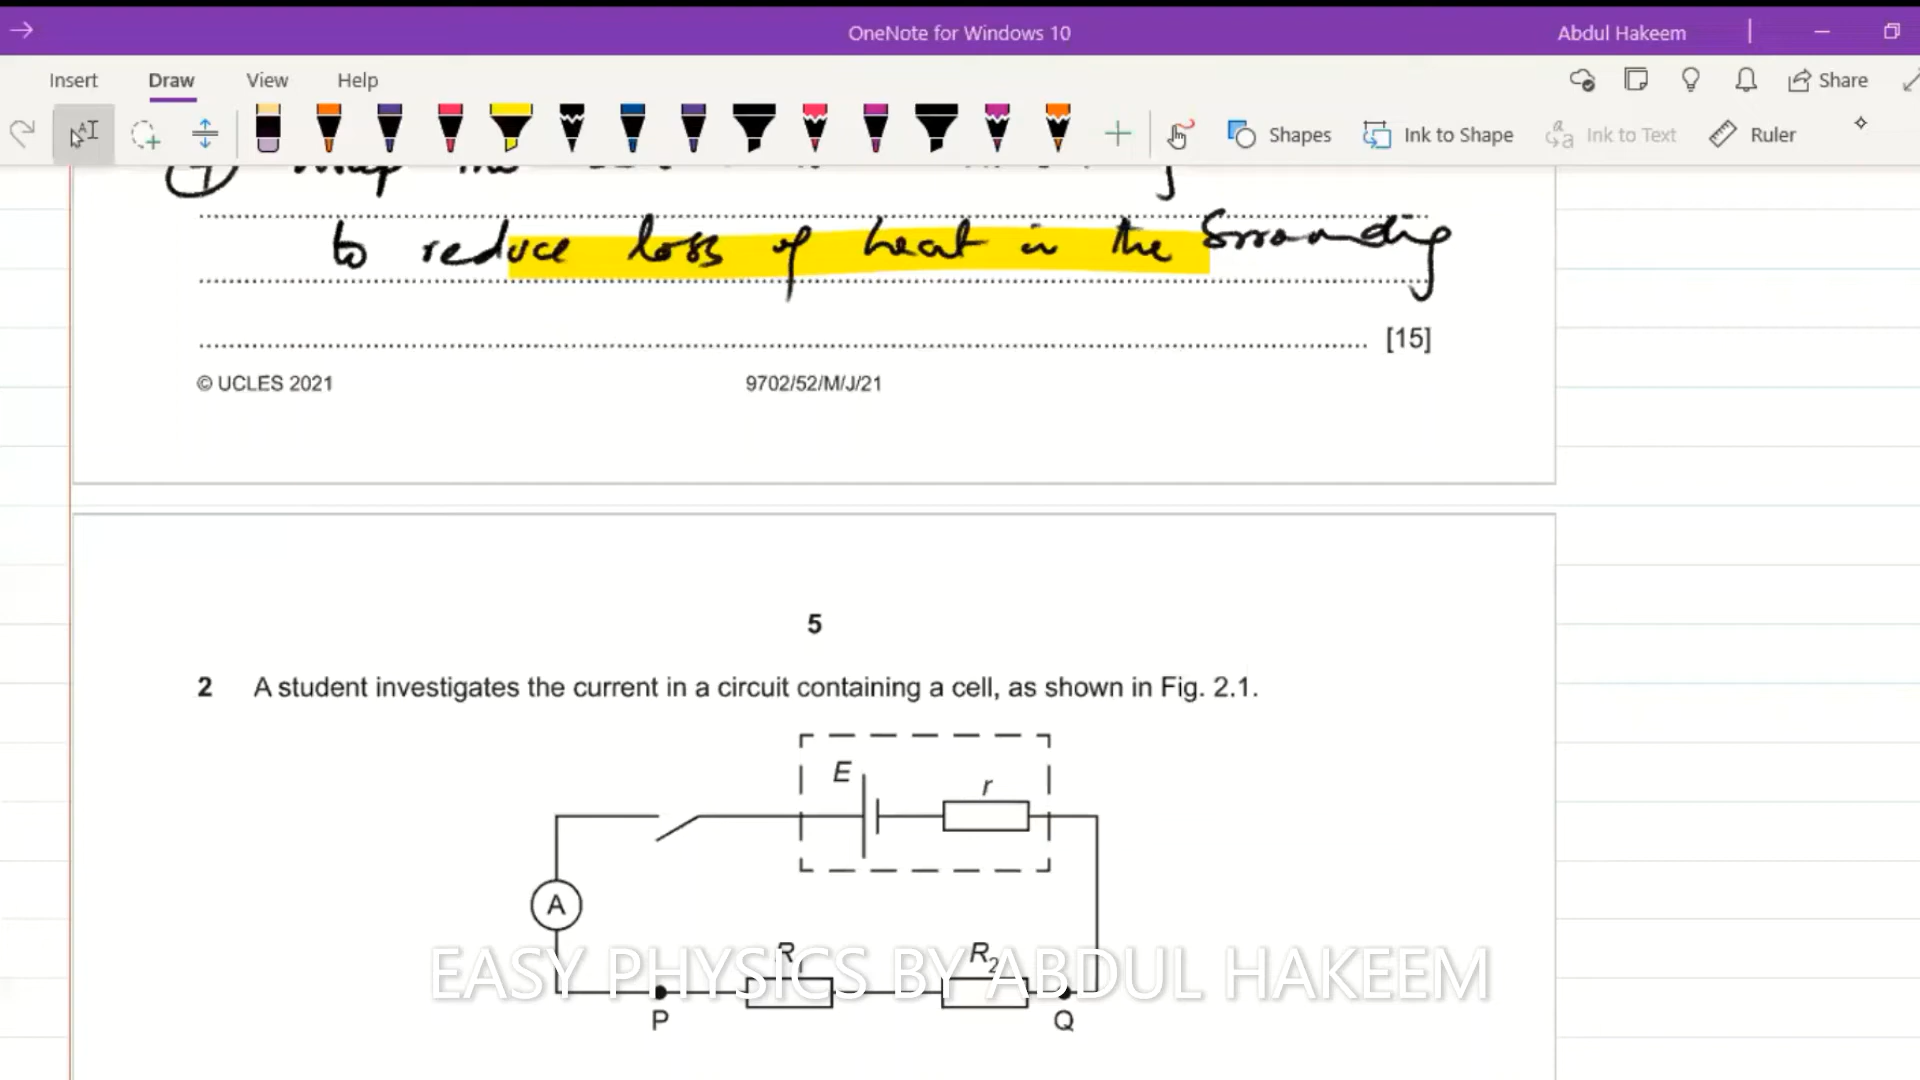 OneNote for Windows 10
Abdul Hakeem
Insert Draw View Help
Share
Shapes
Ink to Shape
Ink to Text
Ruler
the
to reduce loss of heat in the
[15]
© UCLES 2021
9702/52/M/J/21
5
2 A student investigates the current in a circuit containing a cell, as shown in Fig. 2.1.
E
r
A
R1
R2
EASY PHYSICS BY ABDUL HAKEEM
P
Q